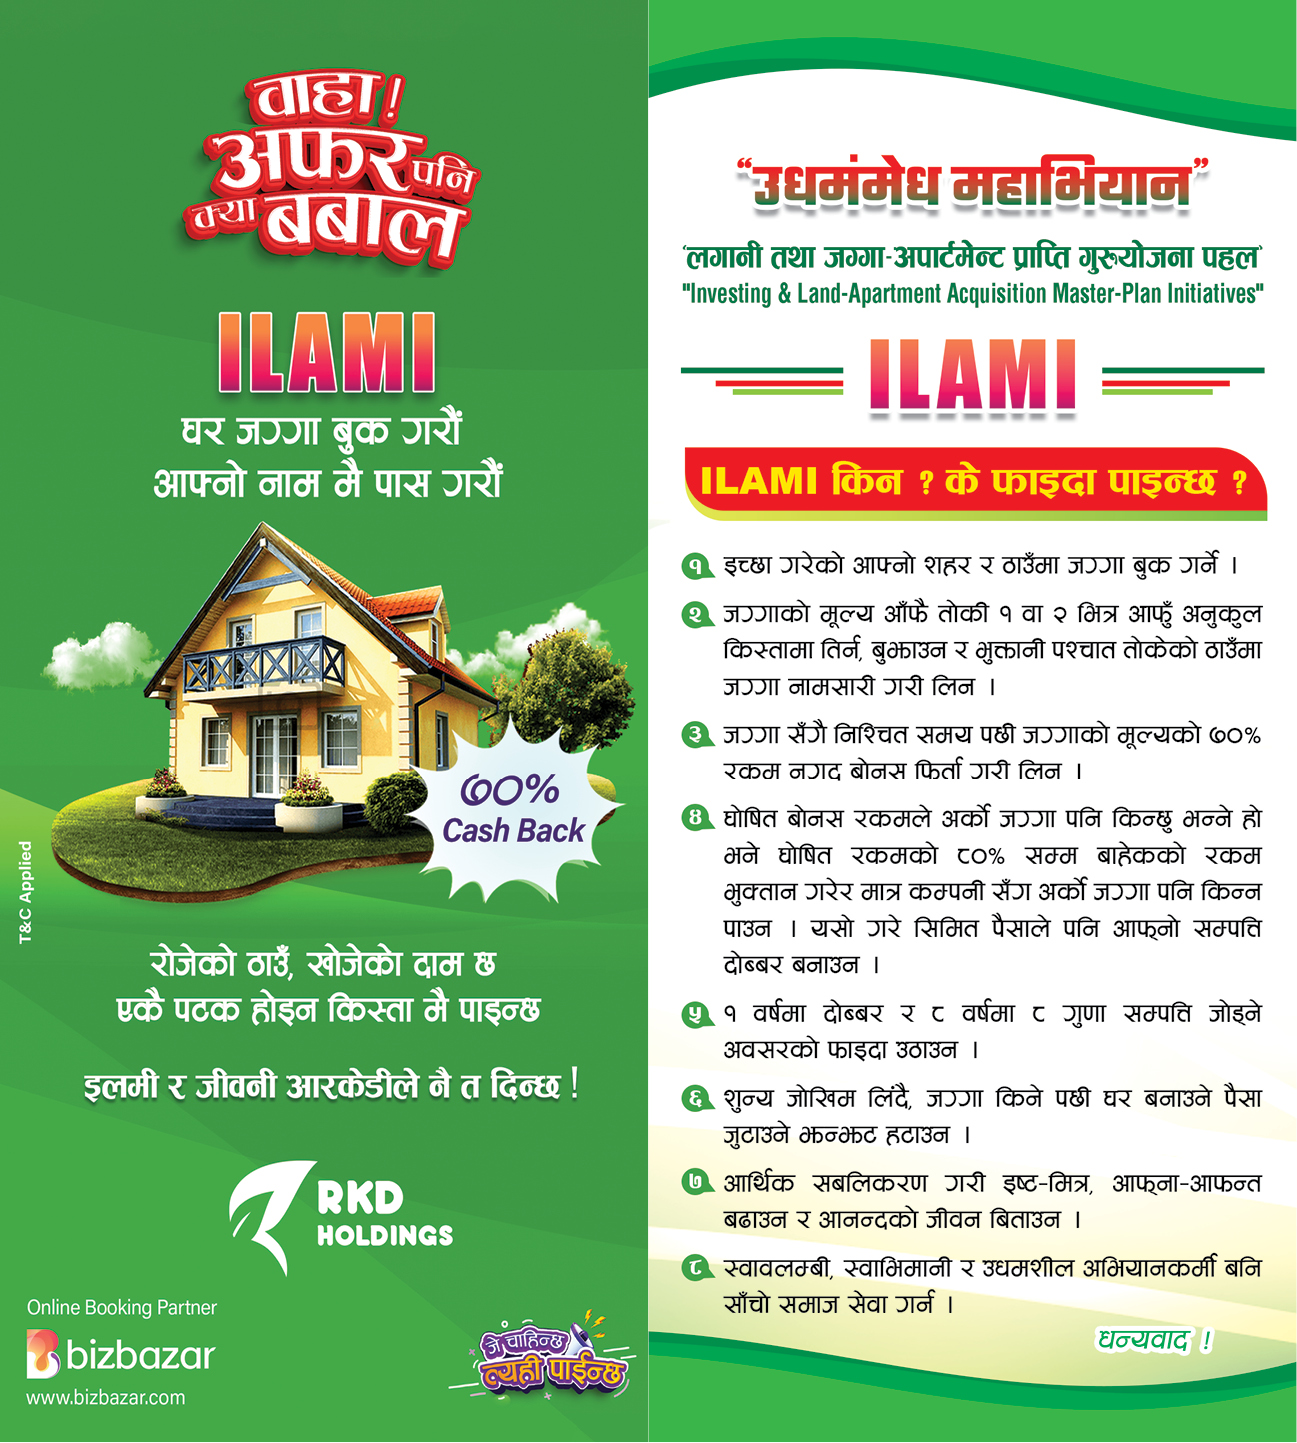 वाहा !
अफर पनि
क्या बबाल
ILAMI
घर जग्गा बुक गरौं
आफ्नो नाम मै पास गरौं
७०%
Cash Back
T&C Applied
रोजेको ठाउँ, खोजेको दाम छ
एकै पटक होइन किस्ता मै पाइन्छ
इलमी र जीवनी आरकेडीले नै त दिन्छ !
RKD
HOLDINGS
Online Booking Partner
bizbazar
www.bizbazar.com
जे चाहिन्छ
त्यही पाईन्छ
“उधमंमेध महाभियान”
‘लगानी तथा जग्गा-अपार्टमेन्ट प्राप्ति गुरुयोजना पहल’
"Investing & Land-Apartment Acquisition Master-Plan Initiatives"
ILAMI
ILAMI किन ? के फाइदा पाइन्छ ?
१ इच्छा गरेको आफ्नो शहर र ठाउँमा जग्गा बुक गर्ने ।
२ जग्गाको मूल्य आँफै तोकी १ वा २ भित्र आफुँ अनुकुल
किस्तामा तिर्न, बुझाउन र भुक्तानी पश्चात तोकेको ठाउँमा
जग्गा नामसारी गरी लिन ।
३ जग्गा सँगै निश्चित समय पछी जग्गाको मूल्यको ७०%
रकम नगद बोनस फिर्ता गरी लिन ।
४ घोषित बोनस रकमले अर्को जग्गा पनि किन्छु भन्ने हो
भने घोषित रकमको ८०% सम्म बाहेकको रकम
भुक्तान गरेर मात्र कम्पनी सँग अर्को जग्गा पनि किन्न
पाउन । यसो गरे सिमित पैसाले पनि आफ्नो सम्पत्ति
दोब्बर बनाउन ।
५ १ वर्षमा दोब्बर र ८ वर्षमा ८ गुणा सम्पत्ति जोड्ने
अवसरको फाइदा उठाउन ।
६ शुन्य जोखिम लिंदै, जग्गा किने पछी घर बनाउने पैसा
जुटाउने झन्झट हटाउन ।
७ आर्थिक सबलिकरण गरी इष्ट-मित्र, आफ्ना-आफन्त
बढाउन र आनन्दको जीवन बिताउन ।
८ स्वावलम्बी, स्वाभिमानी र उधमशील अभियानकर्मी बनि
साँचो समाज सेवा गर्न ।
धन्यवाद !